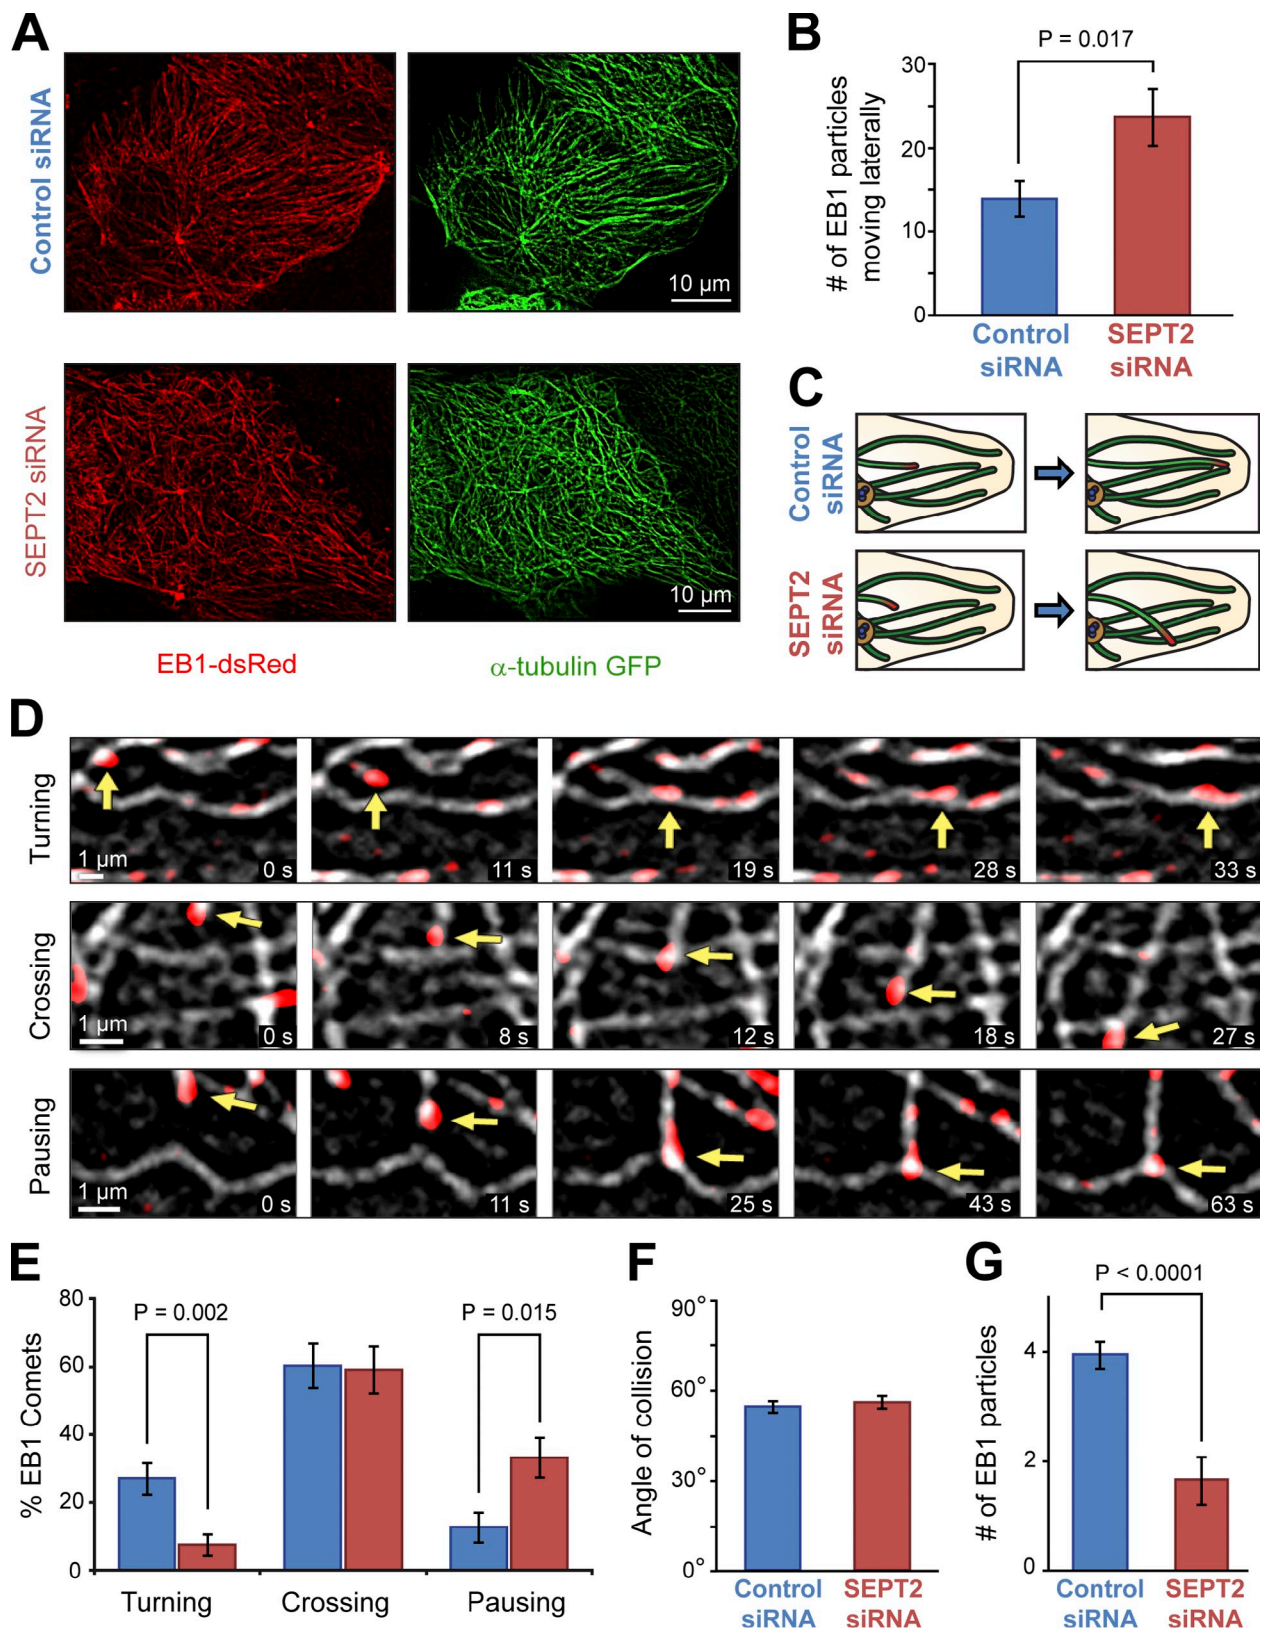 A
Control siRNA
10 µm
SEPT2 siRNA
10 µm
EB1-dsRed
α-tubulin GFP
B
P = 0.017
# of EB1 particles
moving laterally
30
20
10
0
Control
siRNA
SEPT2
siRNA
C
Control
siRNA
SEPT2
siRNA
D
Turning
1 µm
0 s
11 s
19 s
28 s
33 s
Crossing
1 µm
0 s
8 s
12 s
18 s
27 s
Pausing
1 µm
0 s
11 s
25 s
43 s
63 s
E
% EB1 Comets
80
60
40
20
0
P = 0.002
P = 0.015
Turning
Crossing
Pausing
F
Angle of collision
90°
60°
30°
0°
Control
siRNA
SEPT2
siRNA
G
P < 0.0001
# of EB1 particles
4
2
0
Control
siRNA
SEPT2
siRNA